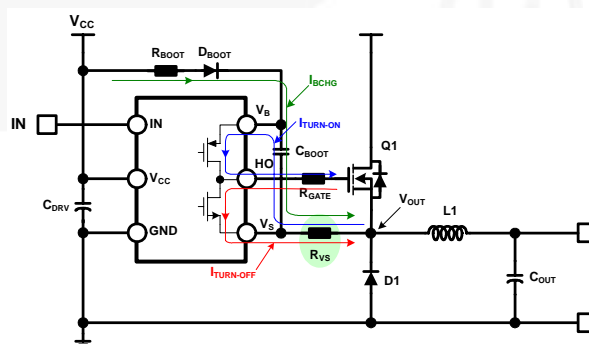 VCC
RBOOT DBOOT
IBCHG
IN
IN
VB
ITURN-ON
Q1
CBOOT
HO
VCC
RGATE
VOUT
CDRV
L1
GND
VS
RVS
ITURN-OFF
D1
COUT